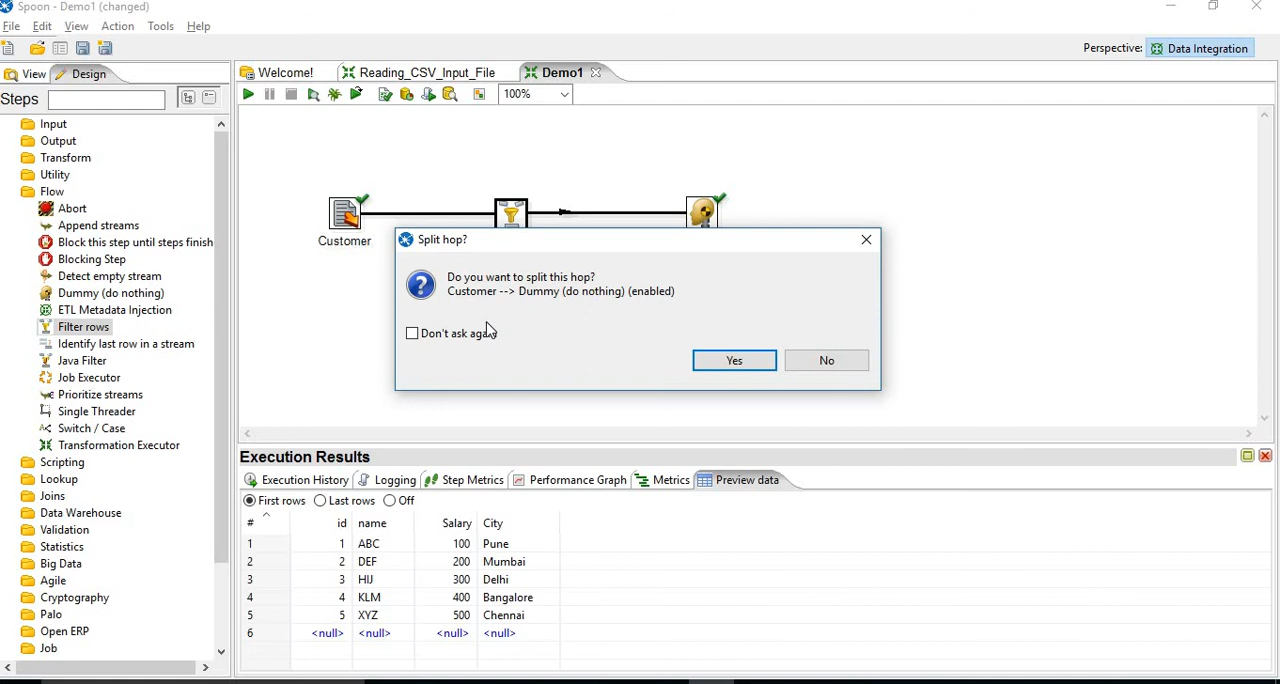 Spoon - Demo1 (changed)
File Edit View Action Tools Help
Perspective: Data Integration
View Design
Welcome! Reading_CSV_Input_File Demo1
Steps
100%
Input
Output
Transform
Utility
Flow
Abort
Append streams
Block this step until steps finish
Blocking Step
Detect empty stream
Dummy (do nothing)
ETL Metadata Injection
Filter rows
Identify last row in a stream
Java Filter
Job Executor
Prioritize streams
Single Threader
Switch / Case
Transformation Executor
Scripting
Lookup
Joins
Data Warehouse
Validation
Statistics
Big Data
Agile
Cryptography
Palo
Open ERP
Job
Customer
Split hop?
Do you want to split this hop?
Customer --> Dummy (do nothing) (enabled)
Don't ask again
Yes No
Execution Results
Execution History Logging Step Metrics Performance Graph Metrics Preview data
First rows Last rows Off
# id name Salary City
1 1 ABC 100 Pune
2 2 DEF 200 Mumbai
3 3 HIJ 300 Delhi
4 4 KLM 400 Bangalore
5 5 XYZ 500 Chennai
6 <null> <null> <null> <null>